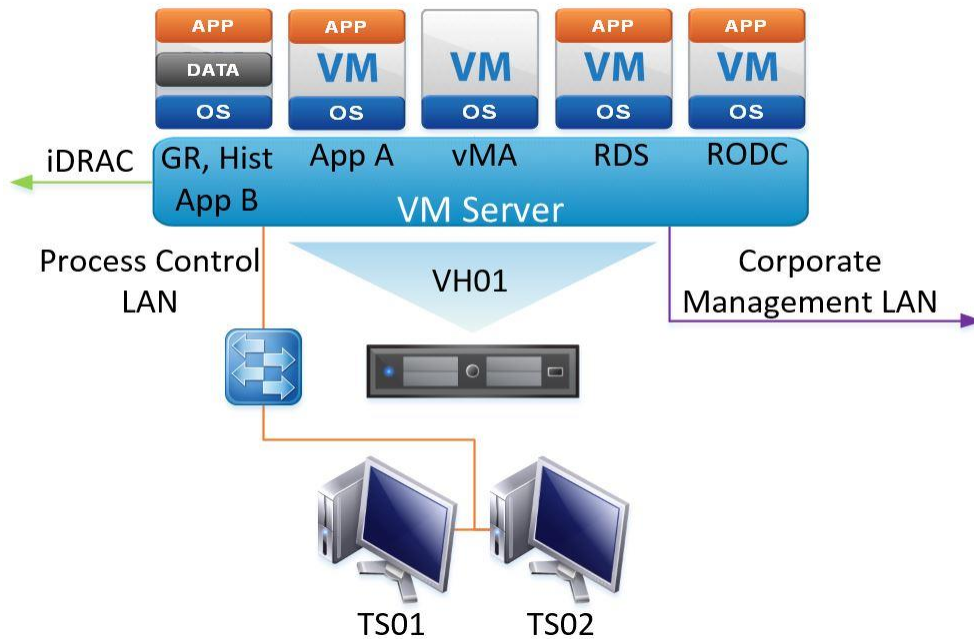 APP
DATA
OS
APP
VM
OS
VM
OS
APP
VM
OS
APP
VM
OS
iDRAC
GR, Hist
App B
App A
vMA
RDS
RODC
VM Server
Process Control
LAN
VH01
Corporate
Management LAN
TS01
TS02